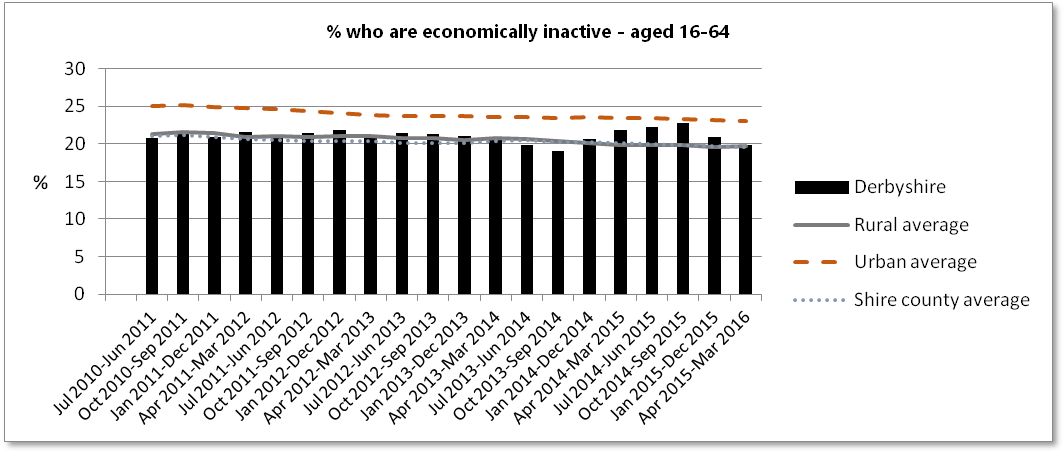 % who are economically inactive - aged 16-64
30
25
20
15
10
5
0
%
Jul 2010-Jun 2011
Oct 2010-Sep 2011
Jan 2011-Dec 2011
Apr 2011-Mar 2012
Jul 2011-Jun 2012
Oct 2011-Sep 2012
Jan 2012-Dec 2012
Apr 2012-Mar 2013
Jul 2012-Jun 2013
Oct 2012-Sep 2013
Jan 2013-Dec 2013
Apr 2013-Mar 2014
Jul 2013-Jun 2014
Oct 2013-Sep 2014
Jan 2014-Dec 2014
Apr 2014-Mar 2015
Jul 2014-Jun 2015
Oct 2014-Sep 2015
Jan 2015-Dec 2015
Apr 2015-Mar 2016
Derbyshire
Rural average
Urban average
Shire county average